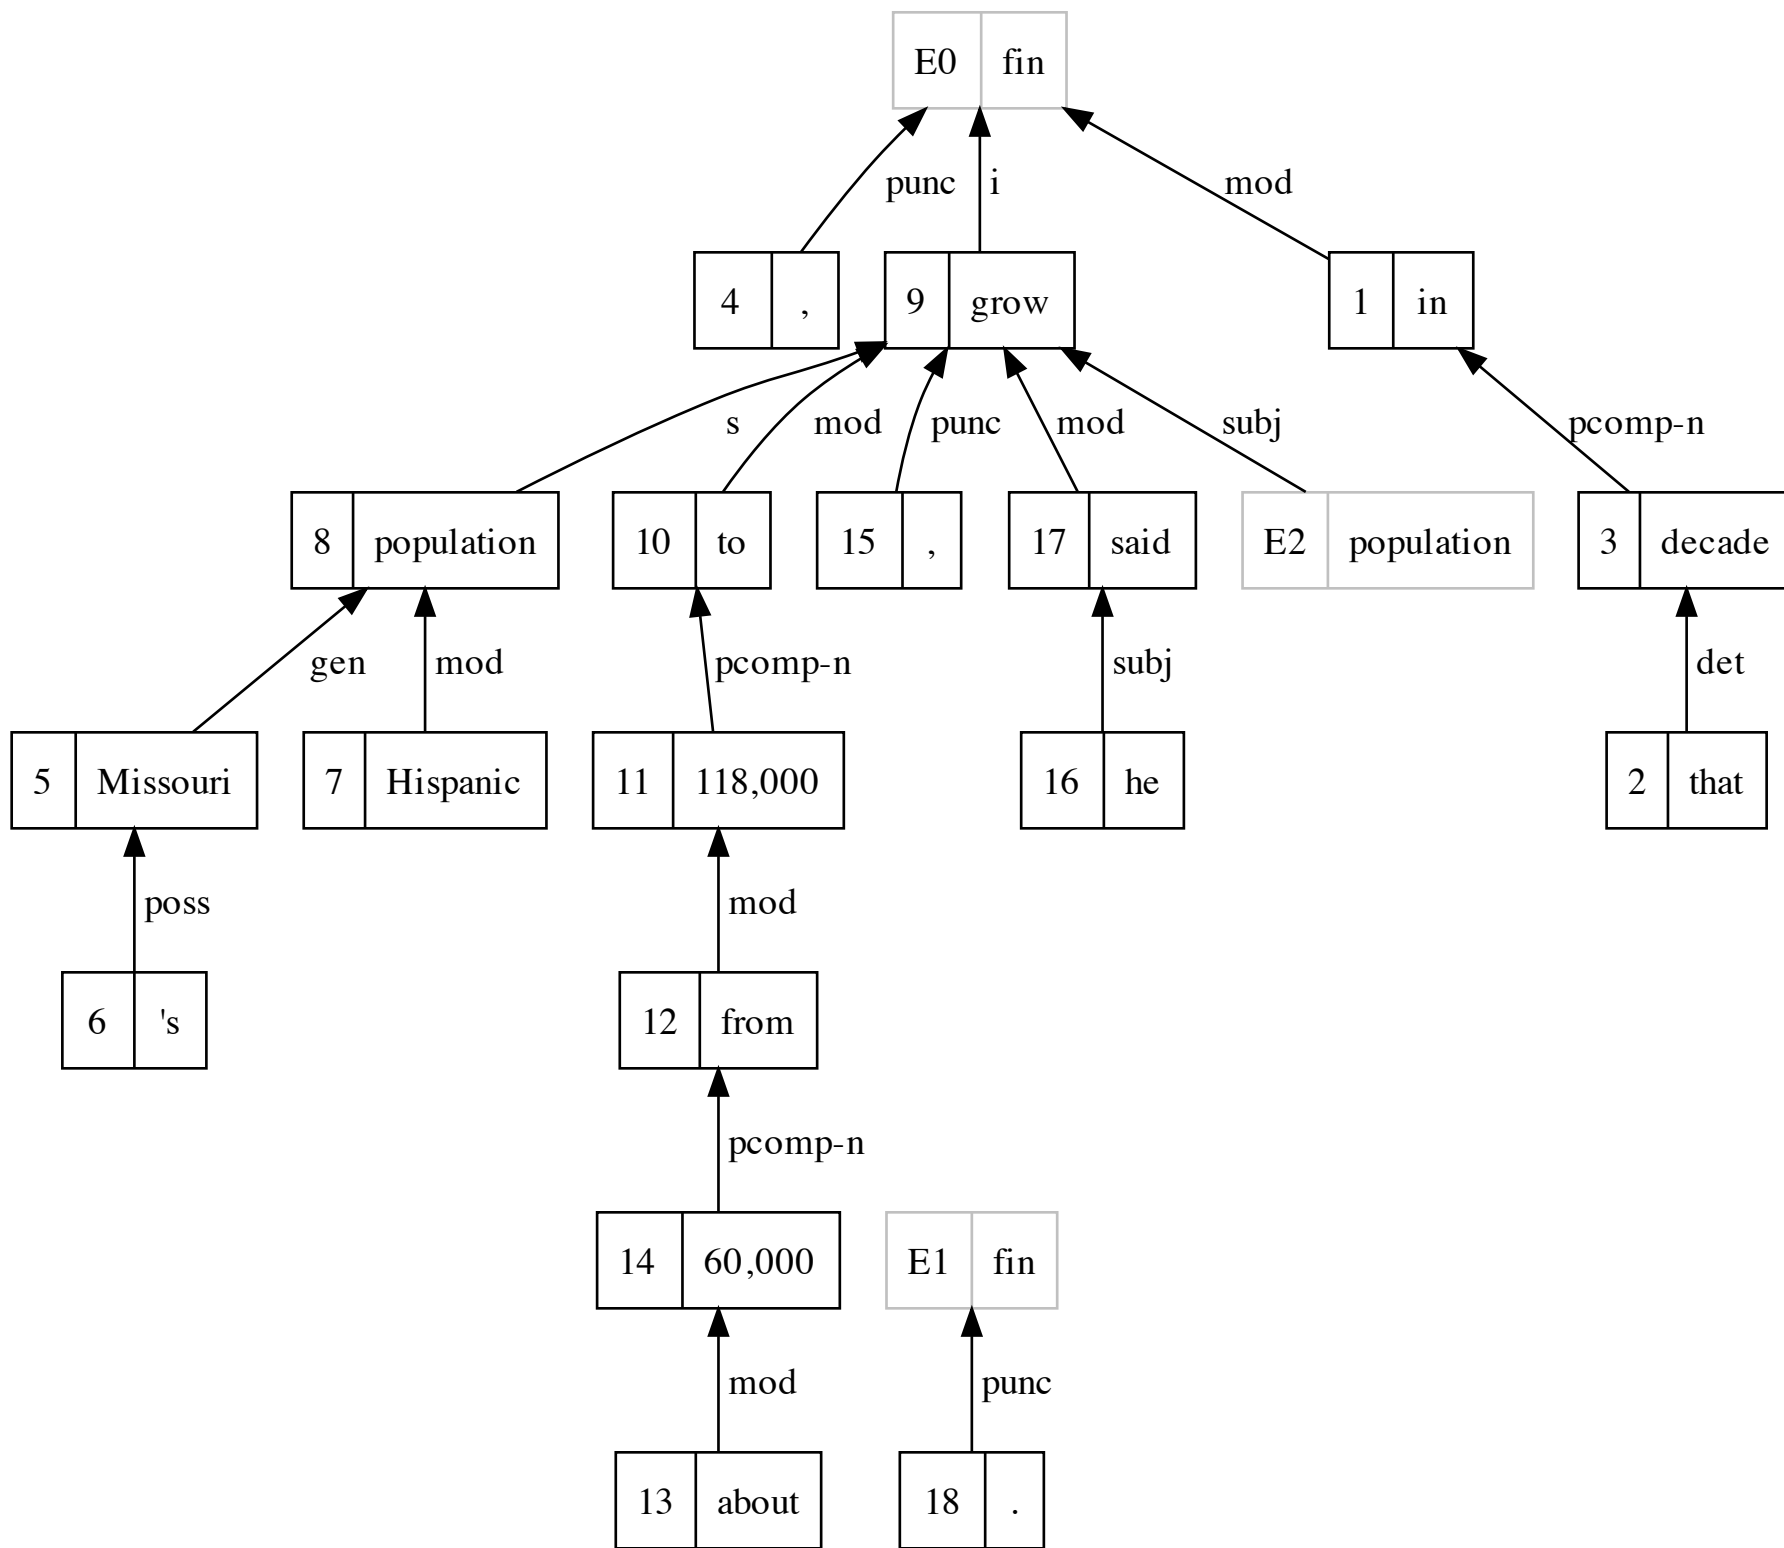 E0 fin
punc i mod
4 , 9 grow 1 in
s mod punc mod subj pcomp-n
8 population 10 to 15 , 17 said E2 population 3 decade
gen mod pcomp-n subj det
5 Missouri 7 Hispanic 11 118,000 16 he 2 that
poss mod
6 's 12 from
pcomp-n
14 60,000 E1 fin
mod punc
13 about 18 .